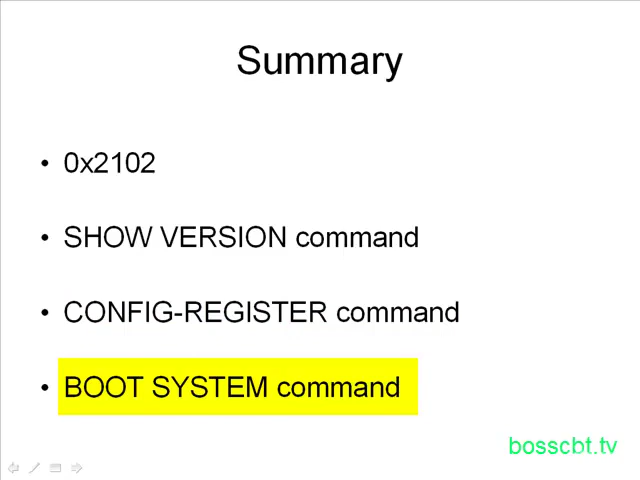 Summary
• 0x2102
• SHOW VERSION command
• CONFIG-REGISTER command
• BOOT SYSTEM command
bosscbt.tv